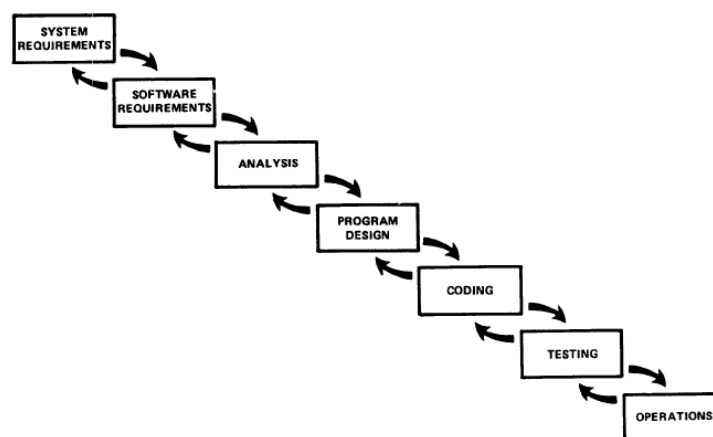 SYSTEM
REQUIREMENTS
SOFTWARE
REQUIREMENTS
ANALYSIS
PROGRAM
DESIGN
CODING
TESTING
OPERATIONS